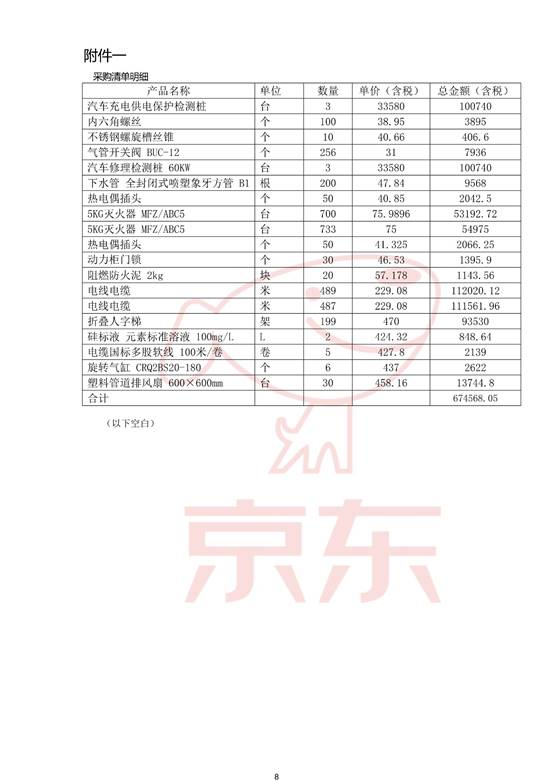 附件一
采购清单明细
产品名称 单位 数量 单价（含税） 总金额（含税）
汽车充电供电保护检测桩 台 3 33580 100740
内六角螺丝 个 100 38.95 3895
不锈钢螺旋槽丝锥 个 10 40.66 406.6
气管开关阀 BUC-12 个 256 31 7936
汽车修理检测桩 60KW 台 3 33580 100740
下水管 全封闭式喷塑象牙方管 B1 根 200 47.84 9568
热电偶插头 个 50 40.85 2042.5
5KG灭火器 MFZ/ABC5 台 700 75.9896 53192.72
5KG灭火器 MFZ/ABC5 台 733 75 54975
热电偶插头 个 50 41.325 2066.25
动力柜门锁 个 30 46.53 1395.9
阻燃防火泥 2kg 块 20 57.178 1143.56
电线电缆 米 489 229.08 112020.12
电线电缆 米 487 229.08 111561.96
折叠人字梯 架 199 470 93530
硅标液 元素标准溶液 100mg/L L 2 424.32 848.64
电缆国标多股软线 100米/卷 卷 5 427.8 2139
旋转气缸 CRQ2BS20-180 个 6 437 2622
塑料管道排风扇 600×600mm 台 30 458.16 13744.8
合计 674568.05
（以下空白）
京东
8